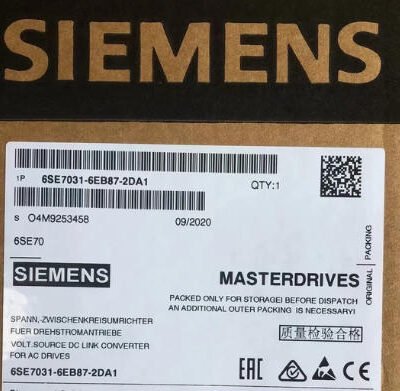 SIEMENS
1P 6SE7031-6EB87-2DA1
QTY:1
S O4M9253458
09/2020
6SE70
SIEMENS
MASTERDRIVES
PACKED ONLY FOR STORAGE! BEFORE DISPATCH
AN ADDITIONAL OUTER PACKING IS NECESSARY!
ORIGINAL PACKING
SPANN.-ZWISCHENKREISUMRICHTER
FUER DREHSTROMANTRIEBE
VOLT.SOURCE DC LINK CONVERTER
FOR AC DRIVES
质量检验合格
6SE7031-6EB87-2DA1
EAC CE